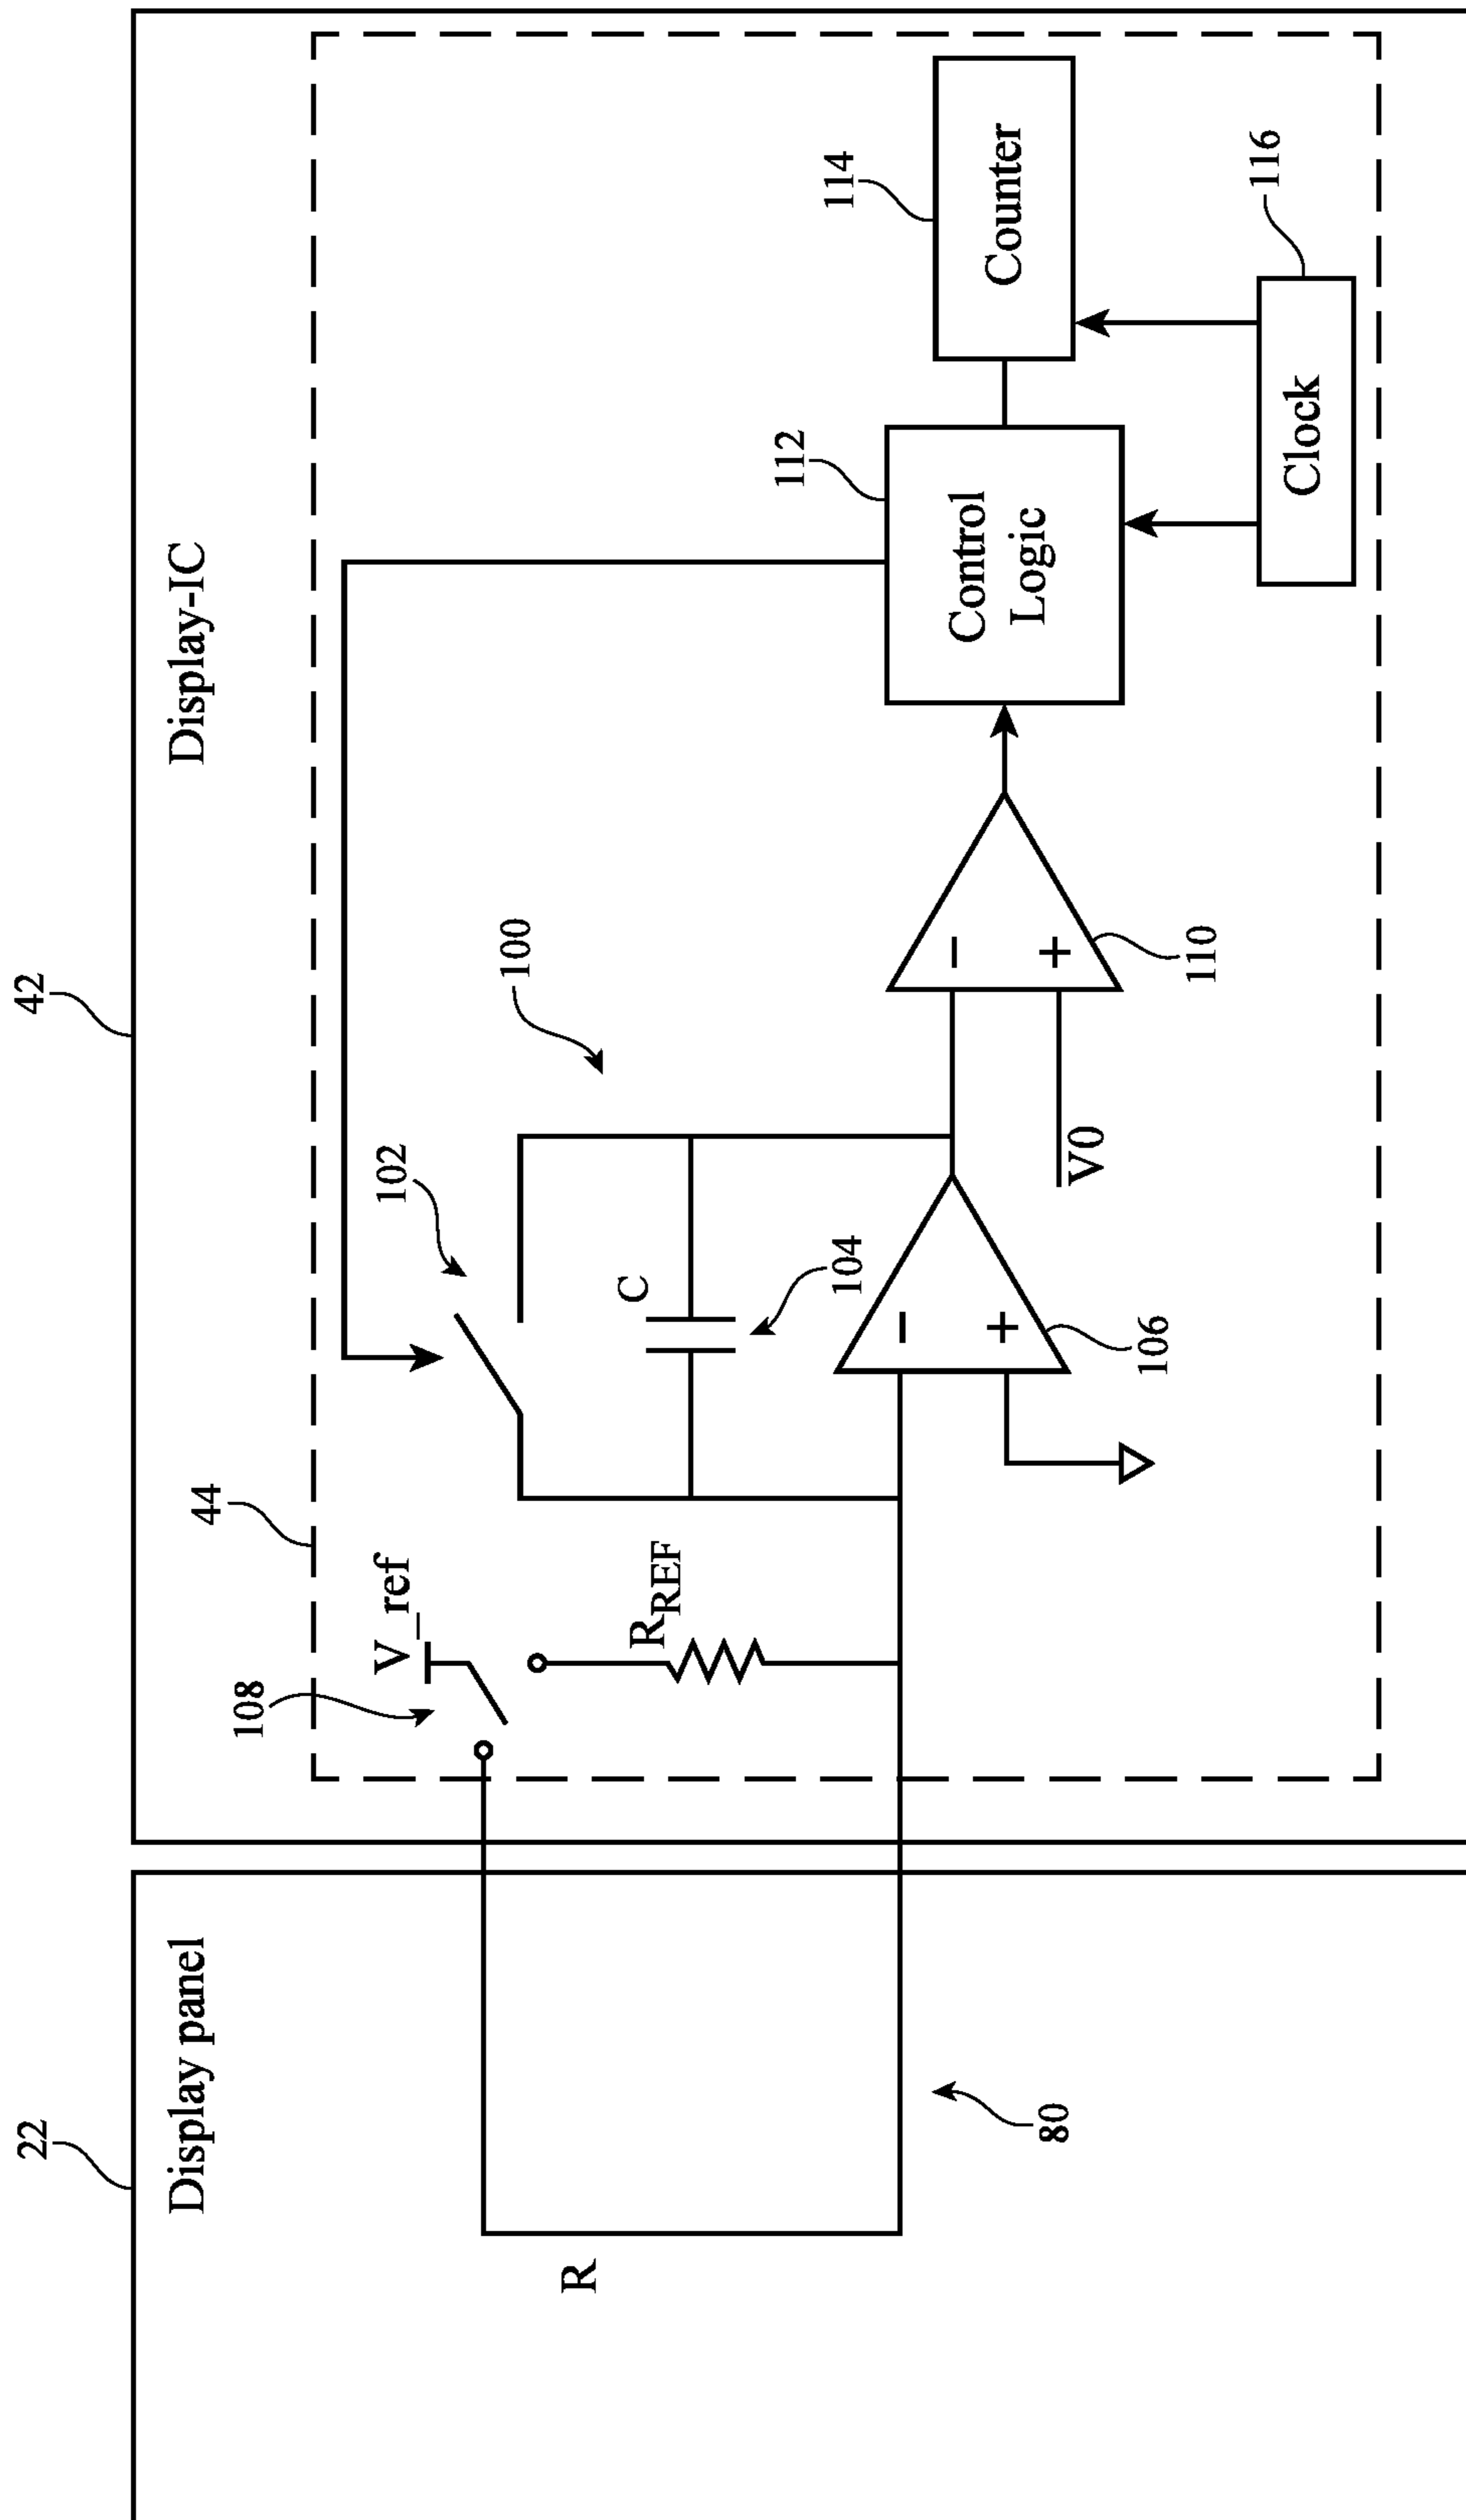 22
42
Display panel
Display-IC
44
108
V_ref
102
100
R
RREF
C
104
112
114
Control
Logic
Counter
-
+
-
+
80
V0
106
110
116
Clock